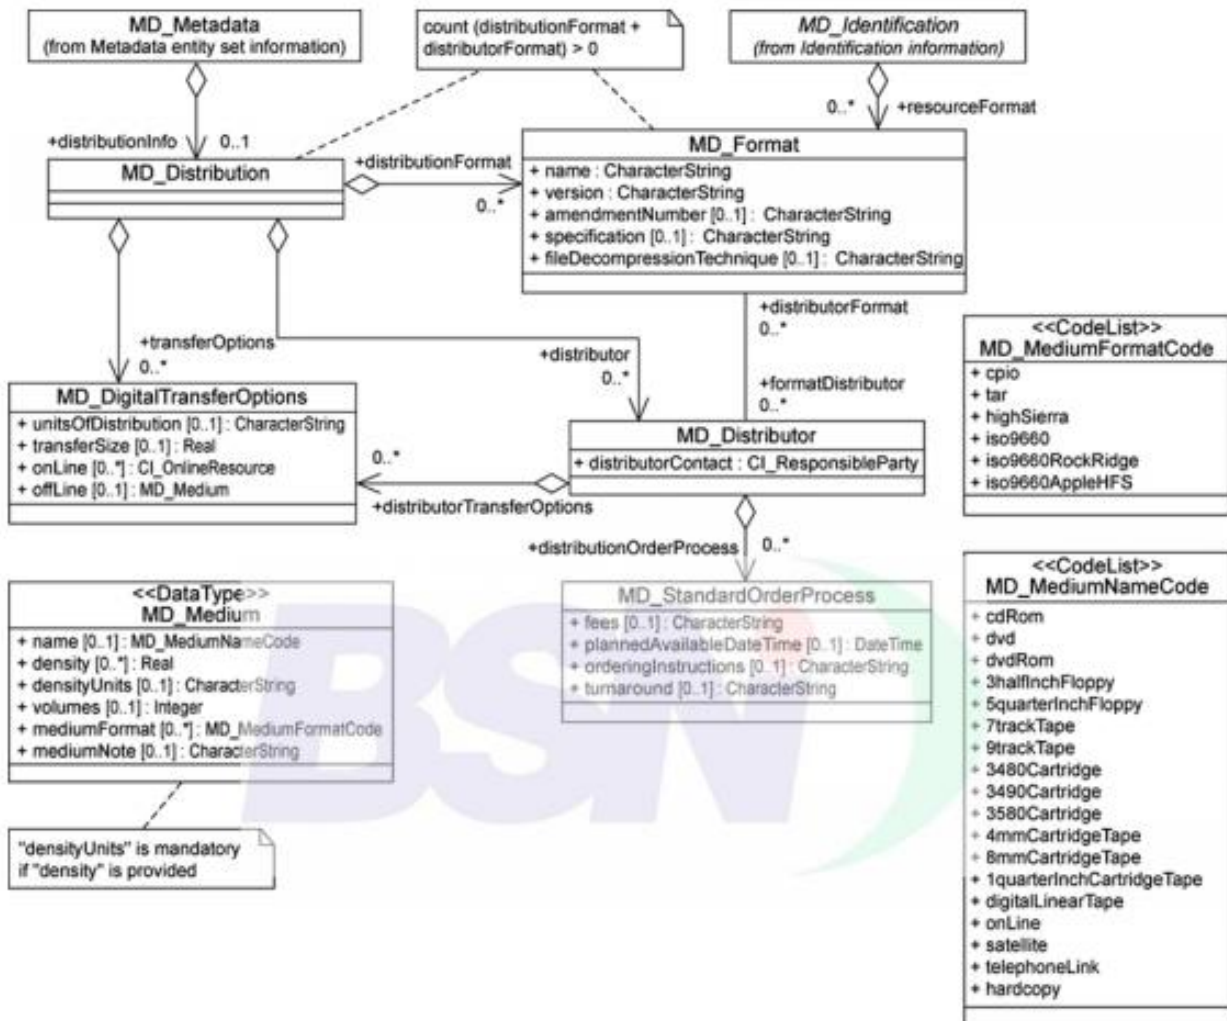 MD_Metadata
(from Metadata entity set information)
count (distributionFormat +
distributorFormat) > 0
MD_Identification
(from Identification information)
+distributionInfo
0..1
0..*
+resourceFormat
MD_Distribution
+distributionFormat
0..*
MD_Format
+ name : CharacterString
+ version : CharacterString
+ amendmentNumber [0..1] : CharacterString
+ specification [0..1] : CharacterString
+ fileDecompressionTechnique [0..1] : CharacterString
+transferOptions
0..*
+distributor
0..*
+distributorFormat
0..*
+formatDistributor
0..*
MD_DigitalTransferOptions
+ unitsOfDistribution [0..1] : CharacterString
+ transferSize [0..1] : Real
+ onLine [0..*] : CI_OnlineResource
+ offLine [0..1] : MD_Medium
0..*
+distributorTransferOptions
MD_Distributor
+ distributorContact : CI_ResponsibleParty
+distributionOrderProcess
0..*
<<CodeList>>
MD_MediumFormatCode
+ cpio
+ tar
+ highSierra
+ iso9660
+ iso9660RockRidge
+ iso9660AppleHFS
<<DataType>>
MD_Medium
+ name [0..1] : MD_MediumNameCode
+ density [0..*] : Real
+ densityUnits [0..1] : CharacterString
+ volumes [0..1] : Integer
+ mediumFormat [0..*] : MD_MediumFormatCode
+ mediumNote [0..1] : CharacterString
MD_StandardOrderProcess
+ fees [0..1] : CharacterString
+ plannedAvailableDateTime [0..1] : DateTime
+ orderingInstructions [0..1] : CharacterString
+ turnaround [0..1] : CharacterString
<<CodeList>>
MD_MediumNameCode
+ cdRom
+ dvd
+ dvdRom
+ 3halfInchFloppy
+ 5quarterInchFloppy
+ 7trackTape
+ 9trackTape
+ 3480Cartridge
+ 3490Cartridge
+ 3580Cartridge
+ 4mmCartridgeTape
+ 8mmCartridgeTape
+ 1quarterInchCartridgeTape
+ digitalLinearTape
+ onLine
+ satellite
+ telephoneLink
+ hardcopy
"densityUnits" is mandatory
if "density" is provided
BSN